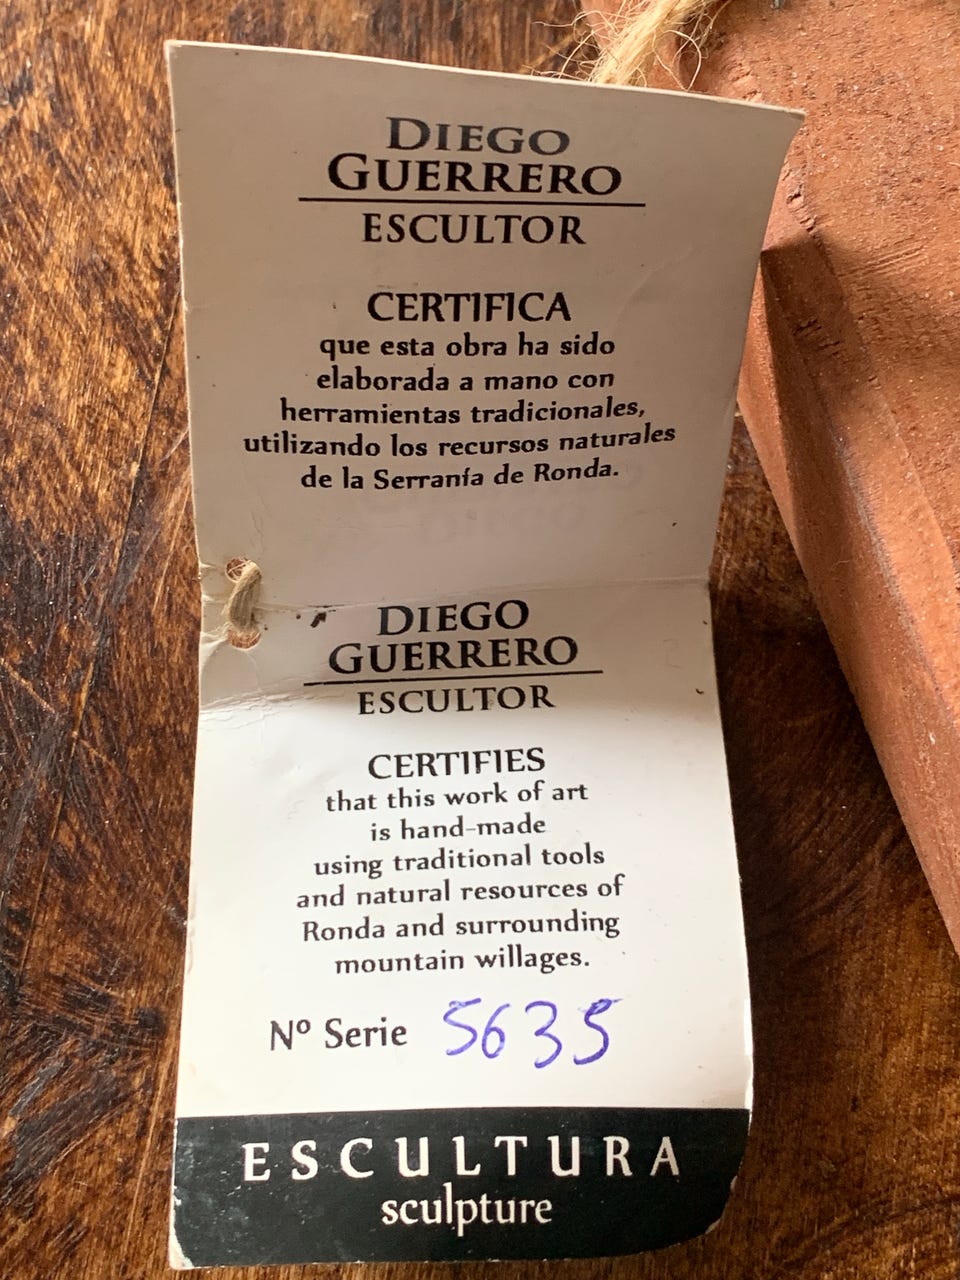 DIEGO
GUERRERO
ESCULTOR
CERTIFICA
que esta obra ha sido
elaborada a mano con
herramientas tradicionales,
utilizando los recursos naturales
de la Serranía de Ronda.
DIEGO
GUERRERO
ESCULTOR
CERTIFIES
that this work of art
is hand-made
using traditional tools
and natural resources of
Ronda and surrounding
mountain willages.
Nº Serie 5635
ESCULTURA
sculpture